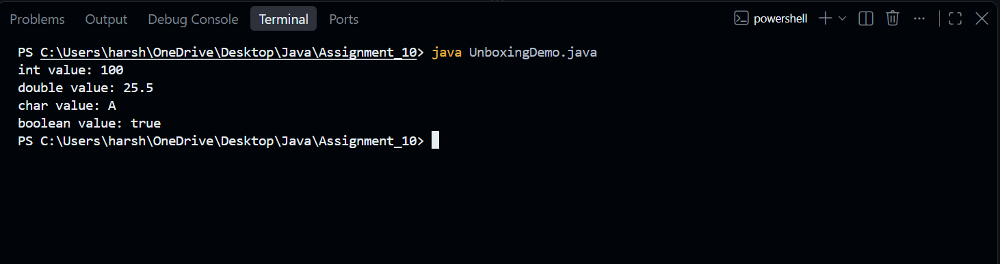 Problems Output Debug Console Terminal Ports powershell
PS C:\Users\harsh\OneDrive\Desktop\Java\Assignment_10> java UnboxingDemo.java
int value: 100
double value: 25.5
char value: A
boolean value: true
PS C:\Users\harsh\OneDrive\Desktop\Java\Assignment_10>